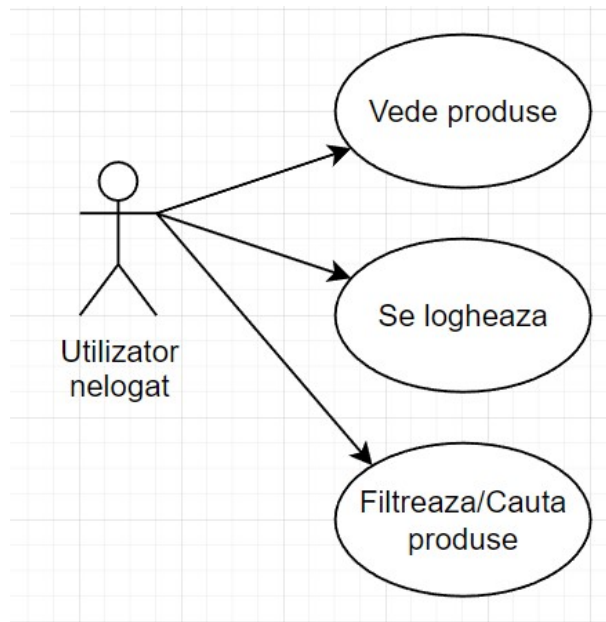 Vede produse
Se logheaza
Utilizator
nelogat
Filtreaza/Cauta
produse